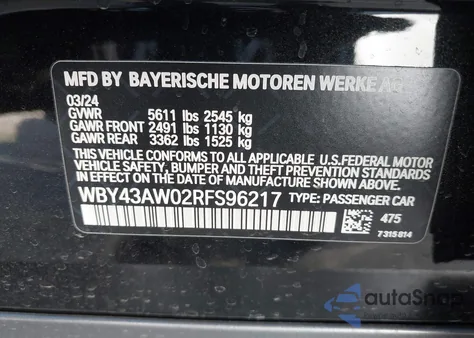 MFD BY BAYERISCHE MOTOREN WERKE AG
03/24
GVWR 5611 lbs 2545 kg
GAWR FRONT 2491 lbs 1130 kg
GAWR REAR 3362 lbs 1525 kg
THIS VEHICLE CONFORMS TO ALL APPLICABLE U.S. FEDERAL MOTOR
VEHICLE SAFETY, BUMPER AND THEFT PREVENTION STANDARDS IN
EFFECT ON THE DATE OF MANUFACTURE SHOWN ABOVE.
WBY43AW02RFS96217 TYPE: PASSENGER CAR
475
7315814
autoSnap